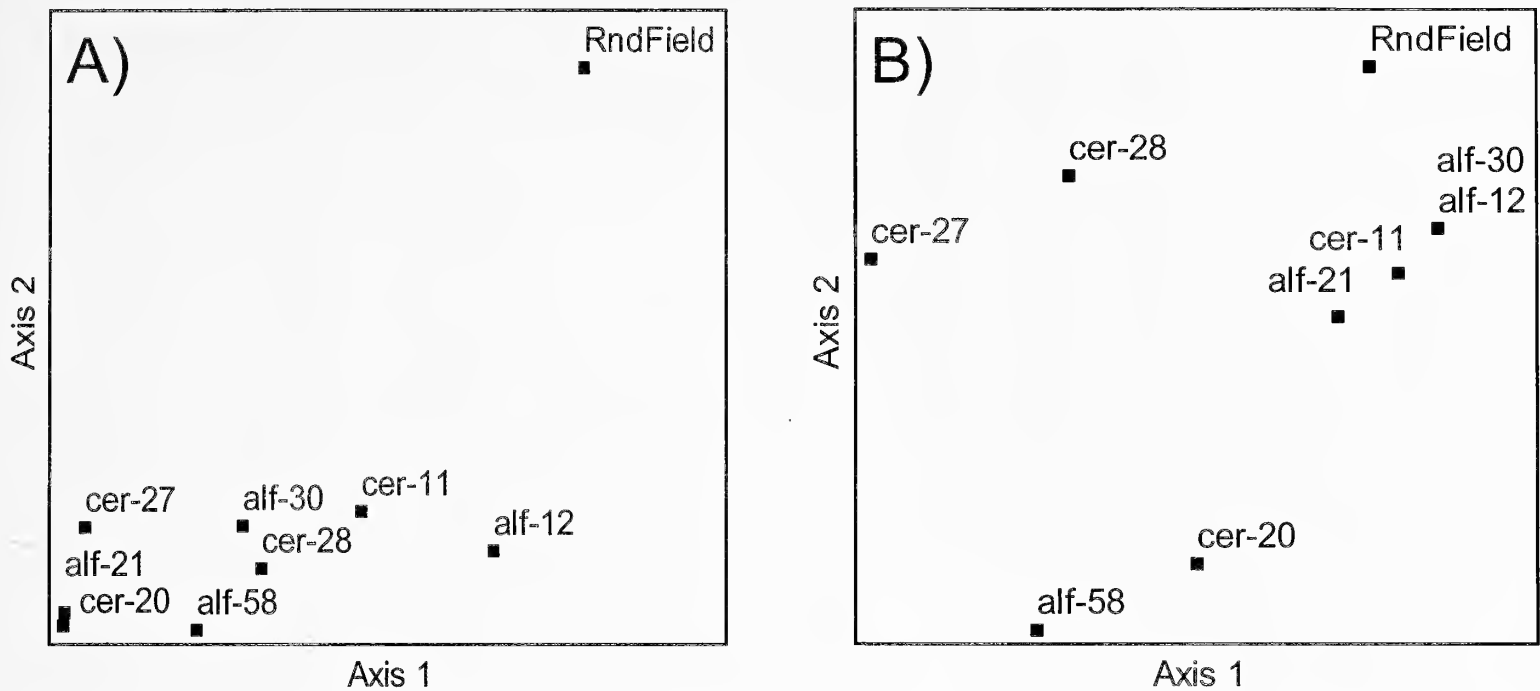 A)
RndField
cer-27
alf-30
cer-11
cer-28
alf-12
alf-21
cer-20
alf-58
Axis 2
Axis 1
B)
RndField
cer-28
alf-30
alf-12
cer-27
cer-11
alf-21
cer-20
alf-58
Axis 2
Axis 1